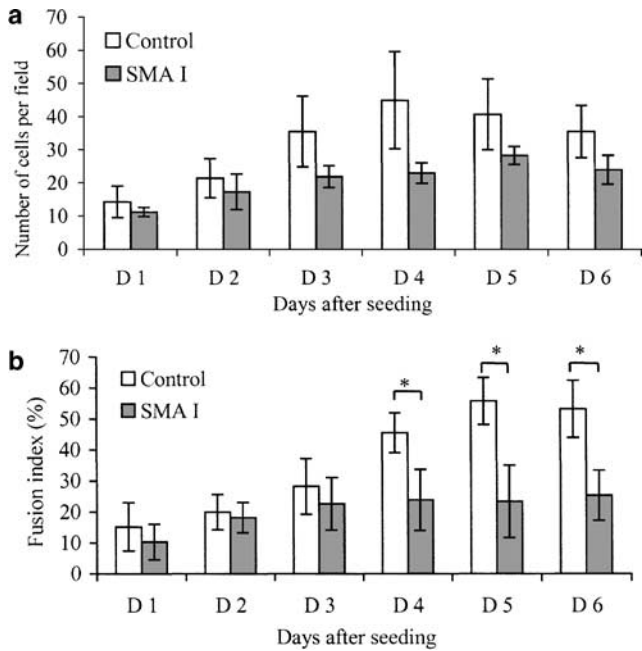 a
70
60
50
40
30
20
10
0
Number of cells per field
Control
SMA I
D 1 D 2 D 3 D 4 D 5 D 6
Days after seeding
b
70
60
50
40
30
20
10
0
Fusion index (%)
Control
SMA I
* * *
D 1 D 2 D 3 D 4 D 5 D 6
Days after seeding